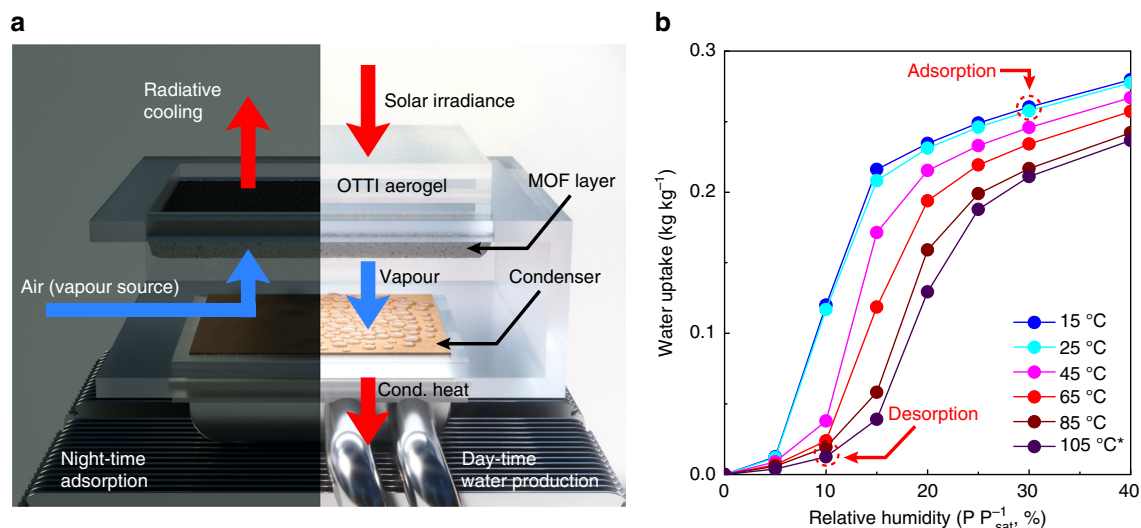 a
Radiative
cooling
Solar irradiance
OTTI aerogel
MOF layer
Air (vapour source)
Vapour
Condenser
Cond. heat
Night-time
adsorption
Day-time
water production
b
Water uptake (kg kg⁻¹)
0.3
0.2
0.1
0.0
Adsorption
Desorption
15 °C
25 °C
45 °C
65 °C
85 °C
105 °C*
0
10
20
30
40
Relative humidity (P P⁻¹sat, %)